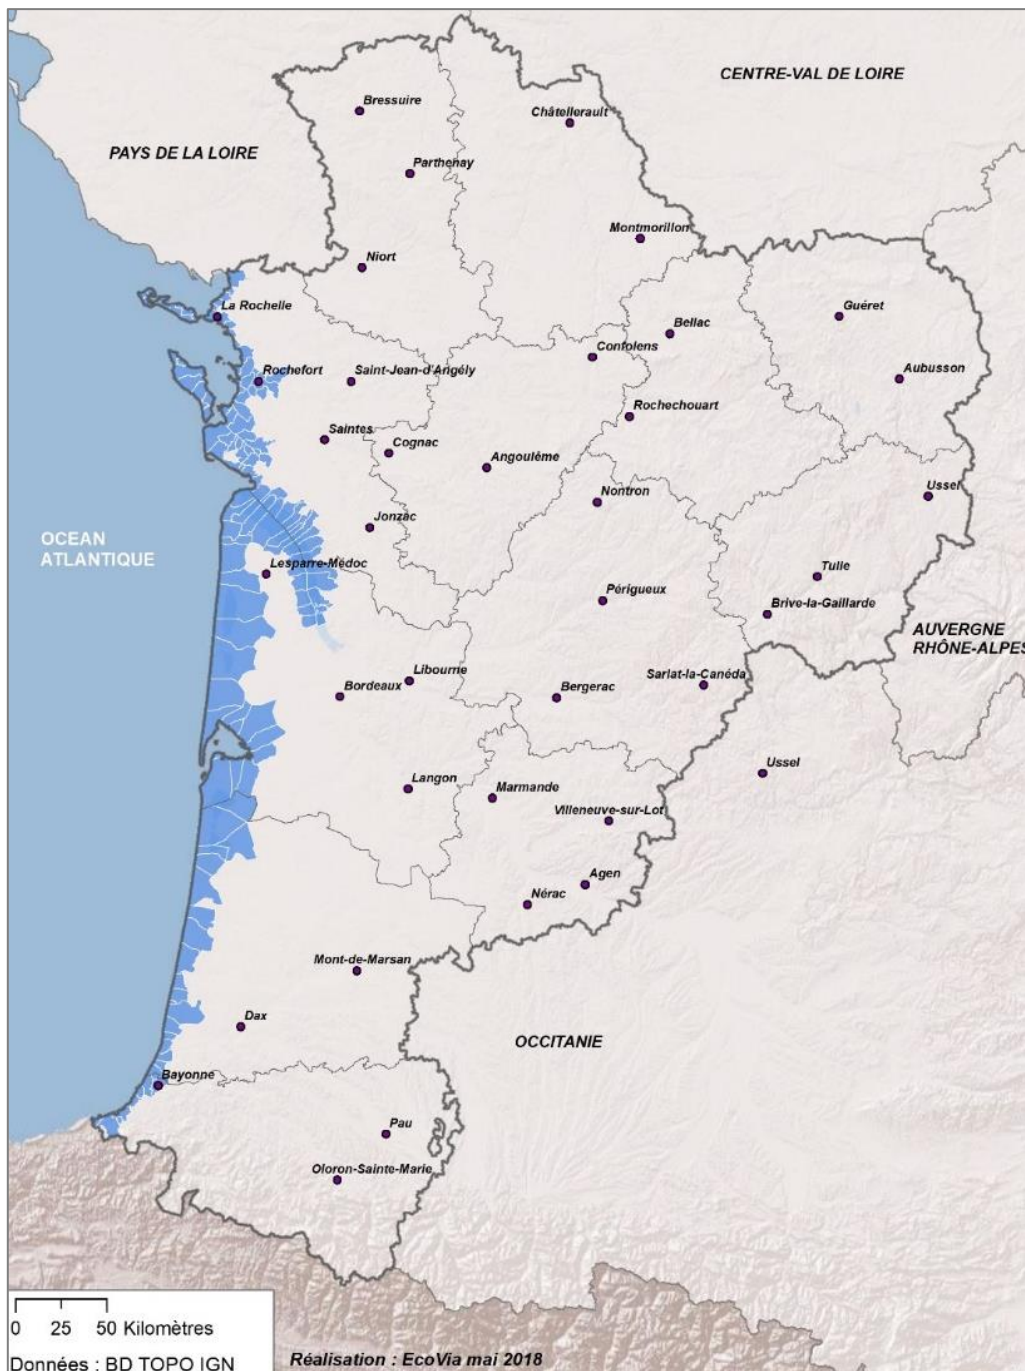 CENTRE-VAL DE LOIRE
Bressuire
Châtellerault
PAYS DE LA LOIRE
Parthenay
Montmorillon
Niort
La Rochelle
Guéret
Bellac
Confolens
Rochefort
Saint-Jean-d'Angély
Aubusson
Rochechouart
Saintes
Cognac
Angoulême
Nontron
Ussel
Jonzac
OCEAN
ATLANTIQUE
Lesparre-Médoc
Tulle
Périgueux
Brive-la-Gaillarde
AUVERGNE
RHÔNE-ALPES
Libourne
Bordeaux
Bergerac
Sarlat-la-Canéda
Ussel
Langon
Marmande
Villeneuve-sur-Lot
Agen
Nérac
Mont-de-Marsan
Dax
OCCITANIE
Bayonne
Pau
Oloron-Sainte-Marie
0 25 50 Kilomètres
Données : BD TOPO IGN
Réalisation : EcoVia mai 2018